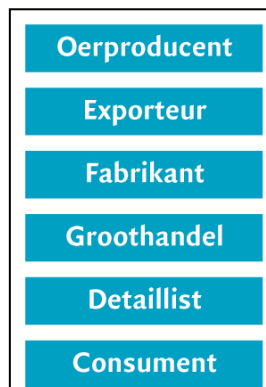 Oerproducent
Exporteur
Fabrikant
Groothandel
Detaillist
Consument